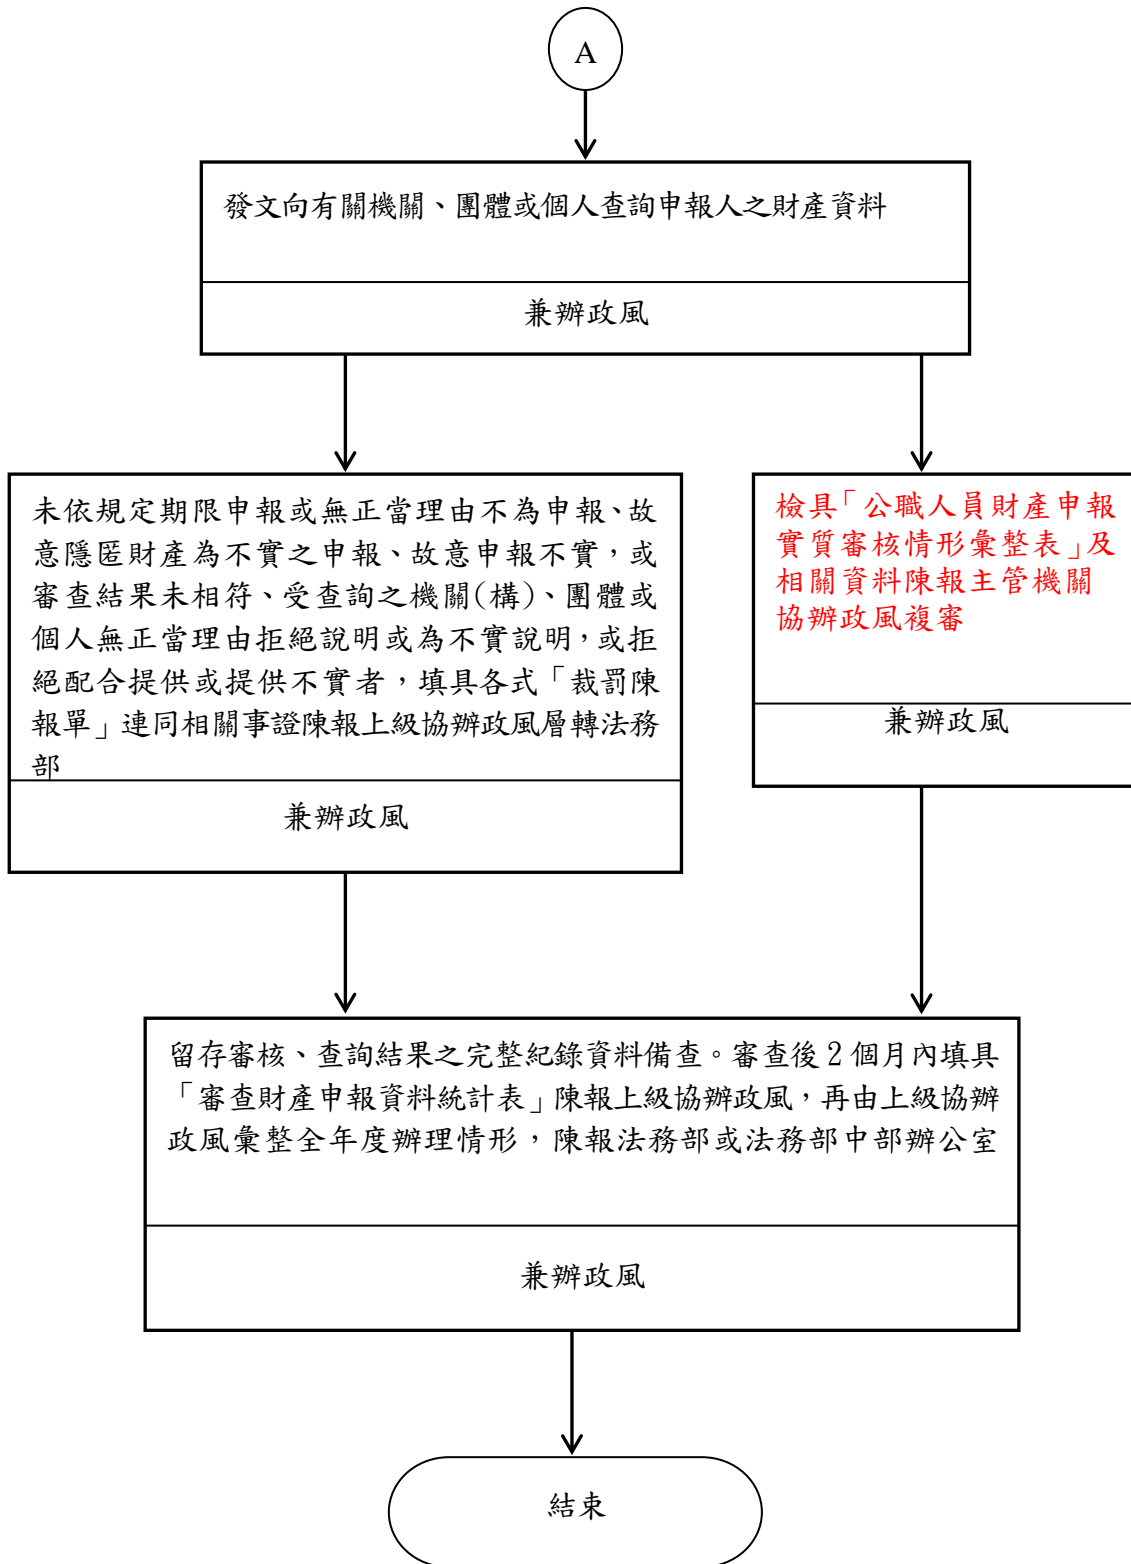 A
發文向有關機關、團體或個人查詢申報人之財產資料
兼辦政風
未依規定期限申報或無正當理由不為申報、故
意隱匿財產為不實之申報、故意申報不實，或
審查結果未相符、受查詢之機關(構)、團體或
個人無正當理由拒絕說明或為不實說明，或拒
絕配合提供或提供不實者，填具各式「裁罰陳
報單」連同相關事證陳報上級協辦政風層轉法務
部
兼辦政風
檢具「公職人員財產申報
實質審核情形彙整表」及
相關資料陳報主管機關
協辦政風複審
兼辦政風
留存審核、查詢結果之完整紀錄資料備查。審查後 2 個月內填具
「審查財產申報資料統計表」陳報上級協辦政風，再由上級協辦
政風彙整全年度辦理情形，陳報法務部或法務部中部辦公室
兼辦政風
結束